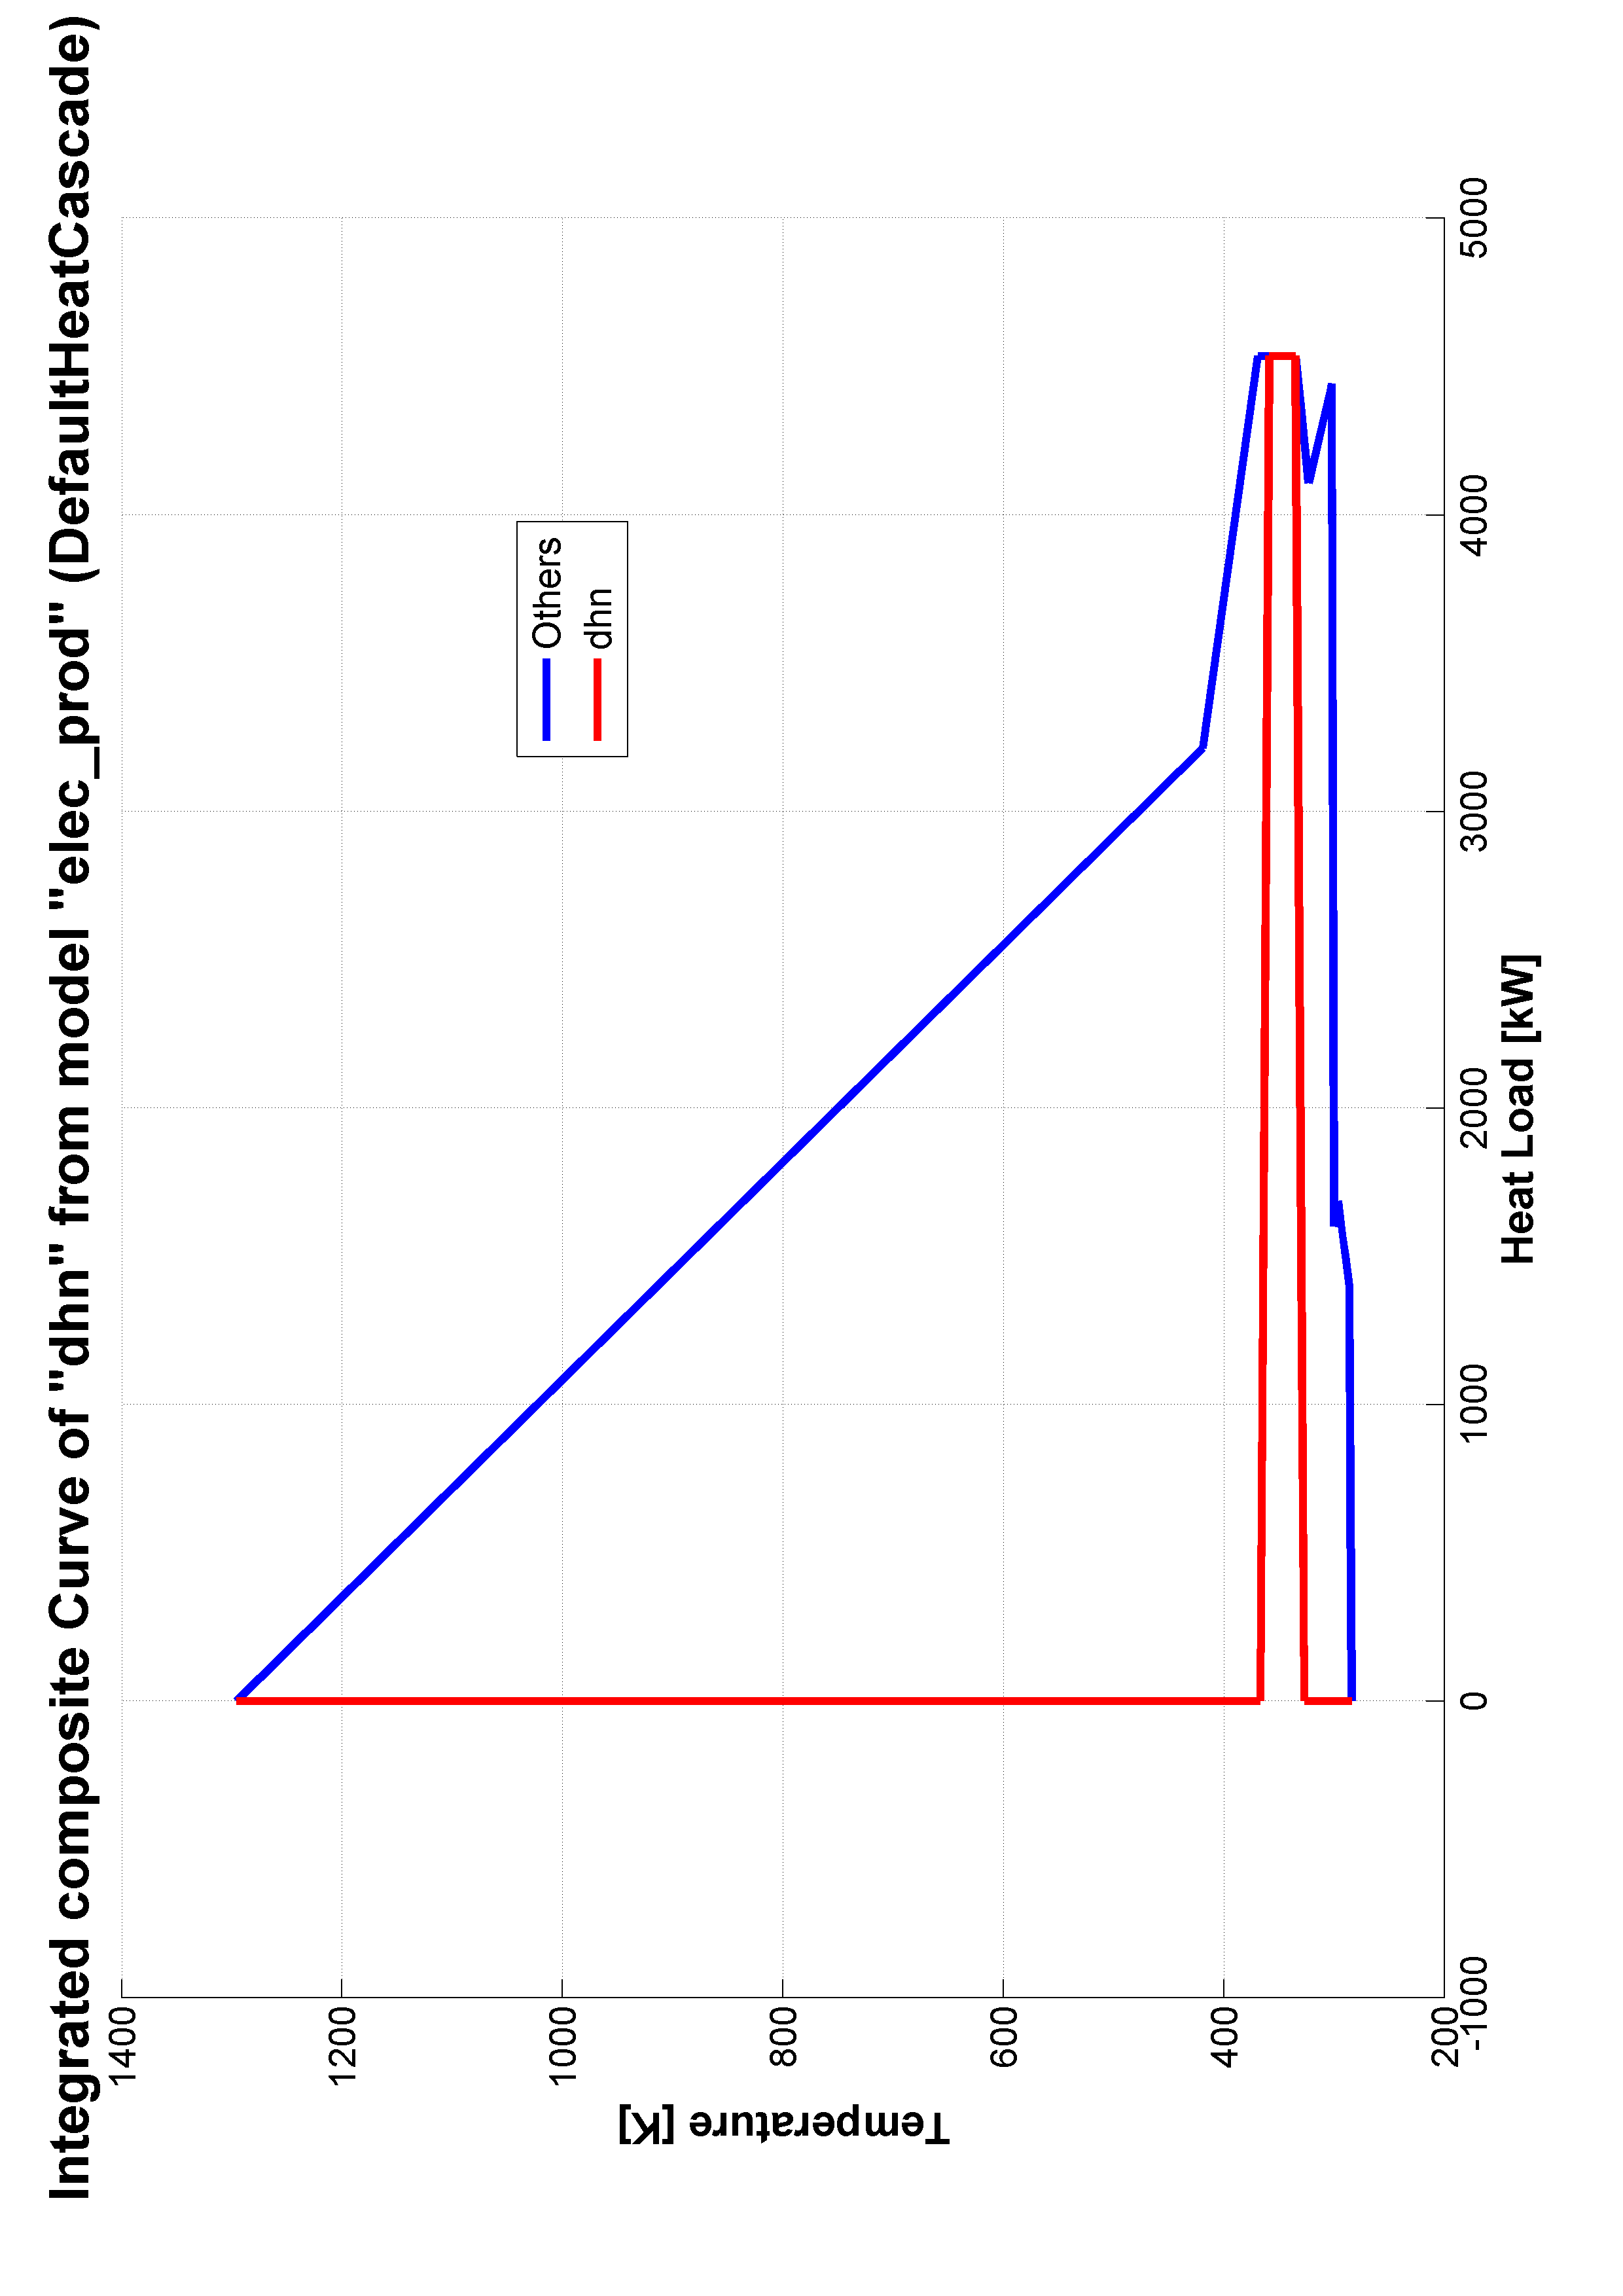 Integrated composite Curve of "dhn" from model "elec_prod" (DefaultHeatCascade)
1400
1200
1000
800
600
400
200
Temperature [K]
Others
dhn
-1000
0
1000
2000
3000
4000
5000
Heat Load [kW]